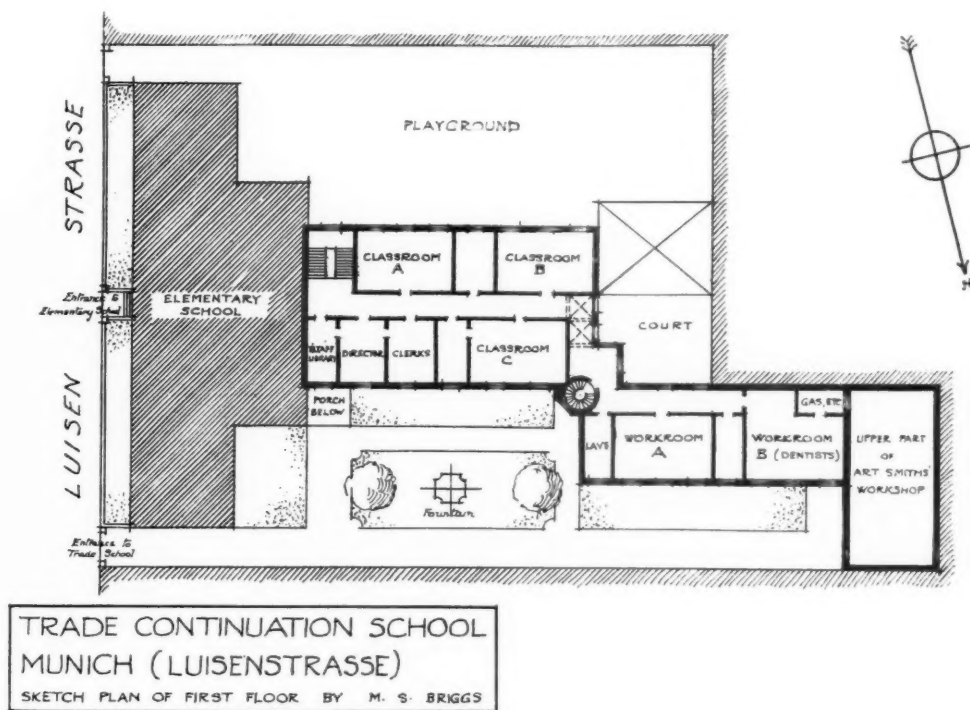 PLAYGROUND
LUISEN STRASSE
CLASSROOM
A
CLASSROOM
B
Entrance to
Elementary School
ELEMENTARY
SCHOOL
COURT
STAFF
LIBRARY
DIRECTOR
CLERKS
CLASSROOM
C
PORCH
BELOW
GAS, ETC
LAVS
WORKROOM
A
WORKROOM
B (DENTISTS)
UPPER PART
OF
ART SMITHS'
WORKSHOP
Fountain
Entrance to
Trade School
TRADE CONTINUATION SCHOOL
MUNICH (LUISENSTRASSE)
SKETCH PLAN OF FIRST FLOOR BY M. S. BRIGGS